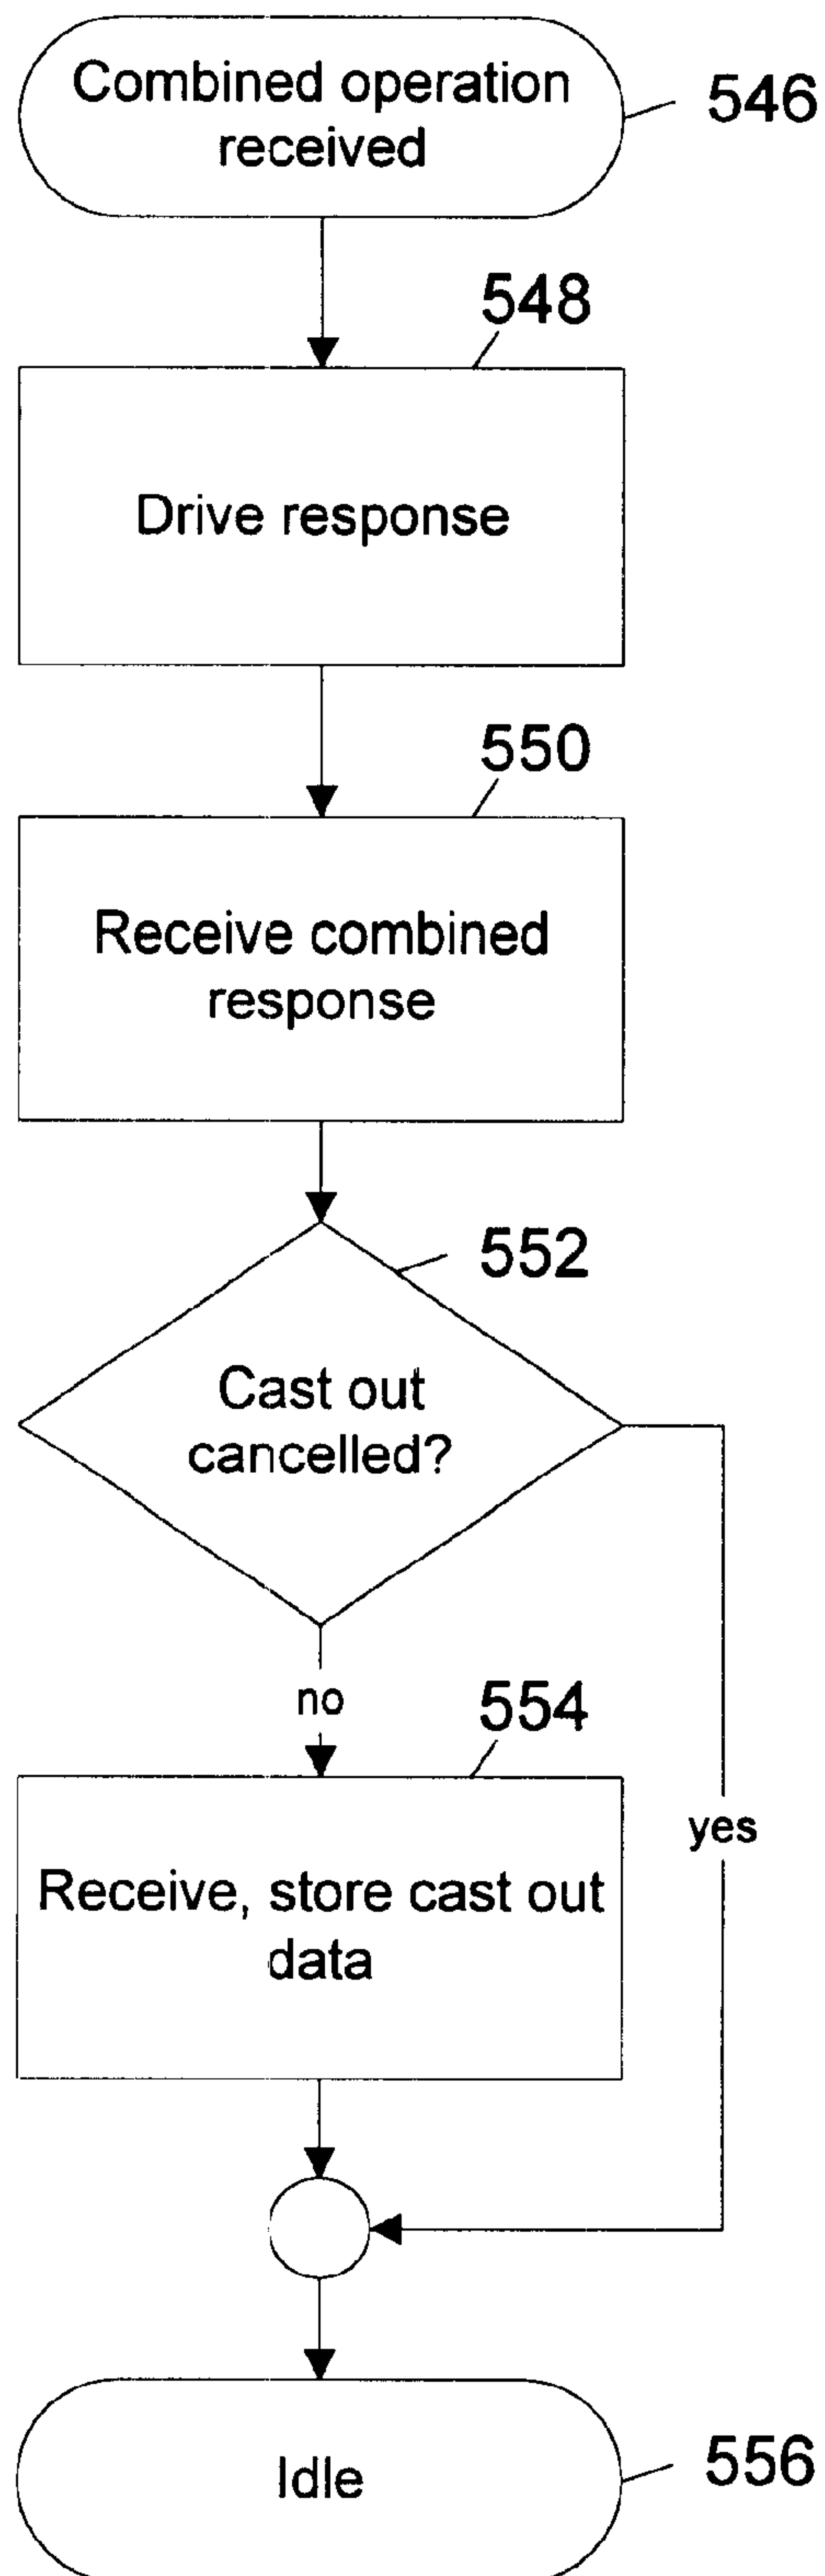 Combined operation
received
546
548
Drive response
550
Receive combined
response
552
Cast out
cancelled?
no
554
yes
Receive, store cast out
data
Idle
556